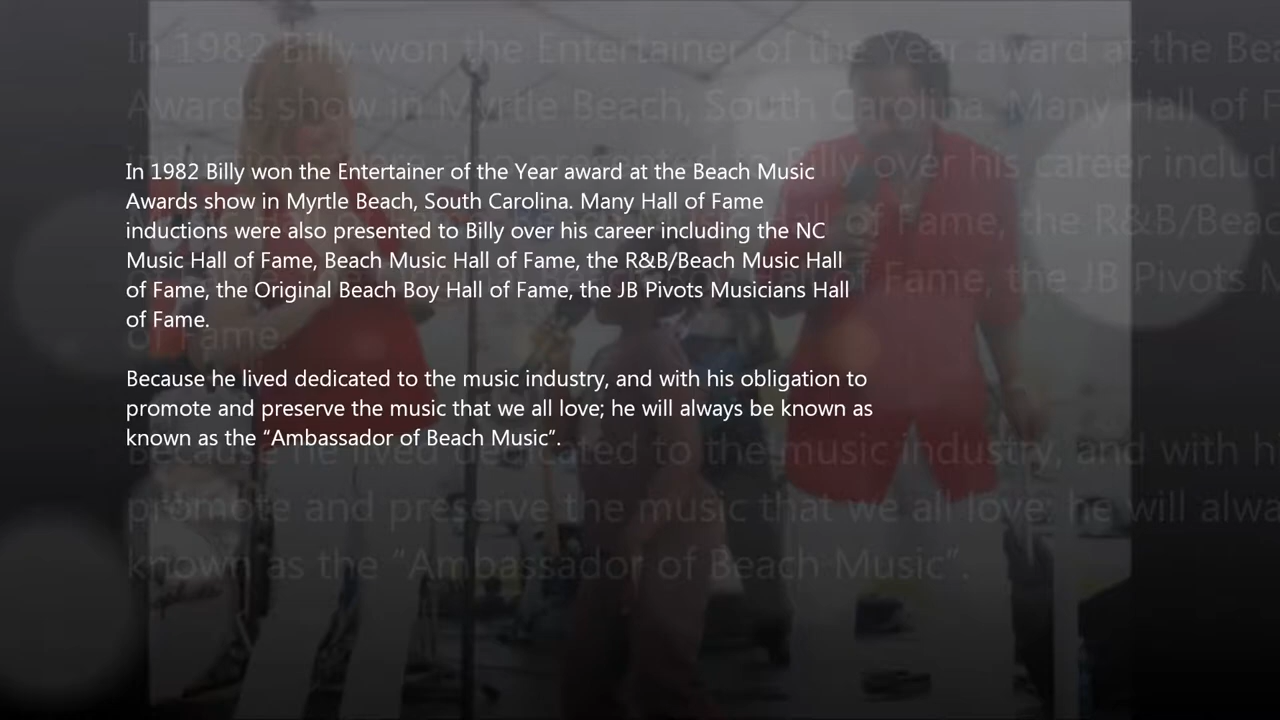 In 1982 Billy won the Entertainer of the Year award at the Beach Music
Awards show in Myrtle Beach, South Carolina. Many Hall of Fame
inductions were also presented to Billy over his career including the NC
Music Hall of Fame, Beach Music Hall of Fame, the R&B/Beach Music Hall
of Fame, the Original Beach Boy Hall of Fame, the JB Pivots Musicians Hall
of Fame.
Because he lived dedicated to the music industry, and with his obligation to
promote and preserve the music that we all love; he will always be known as
known as the “Ambassador of Beach Music”.